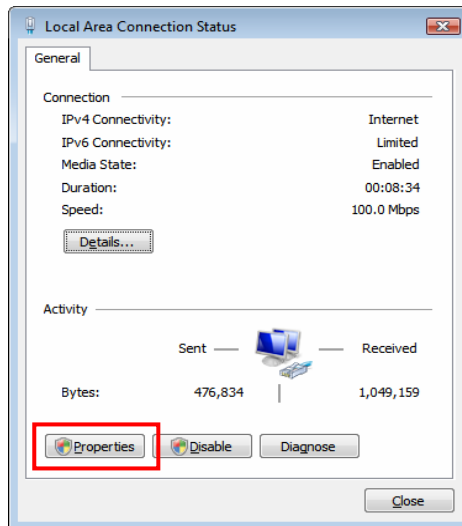 Local Area Connection Status
General
Connection
IPv4 Connectivity: Internet
IPv6 Connectivity: Limited
Media State: Enabled
Duration: 00:08:34
Speed: 100.0 Mbps
Details...
Activity
Sent Received
Bytes: 476,834 1,049,159
Properties Disable Diagnose
Close